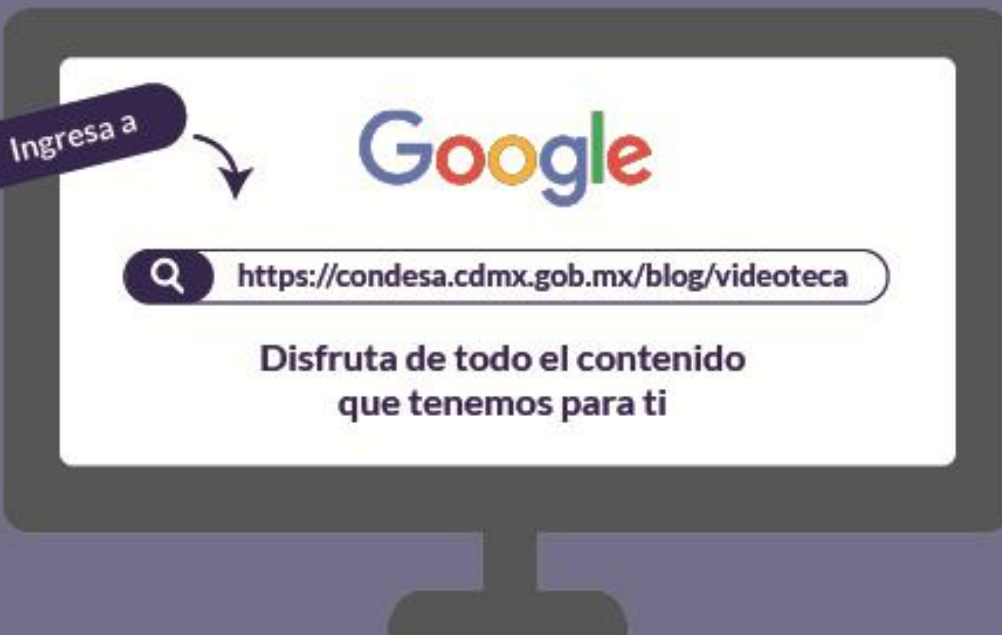 Ingresa a
Google
https://condesa.cdmx.gob.mx/blog/videoteca
Disfruta de todo el contenido
que tenemos para ti